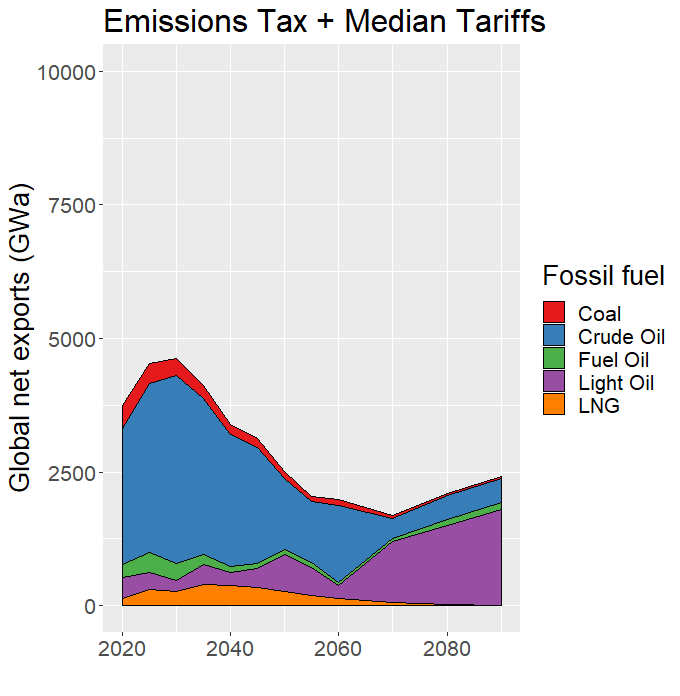 Emissions Tax + Median Tariffs
Global net exports (GWa)
10000
7500
5000
2500
0
2020
2040
2060
2080
Fossil fuel
Coal
Crude Oil
Fuel Oil
Light Oil
LNG